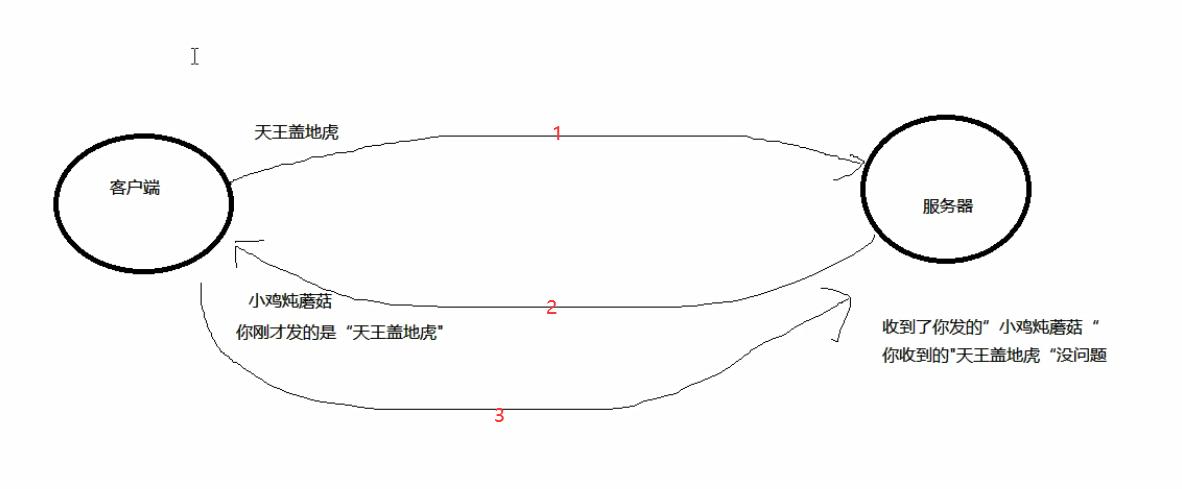 天王盖地虎
1
客户端
服务器
小鸡炖蘑菇
2
你刚才发的是“天王盖地虎"
收到了你发的”小鸡炖蘑菇“
你收到的"天王盖地虎“没问题
3